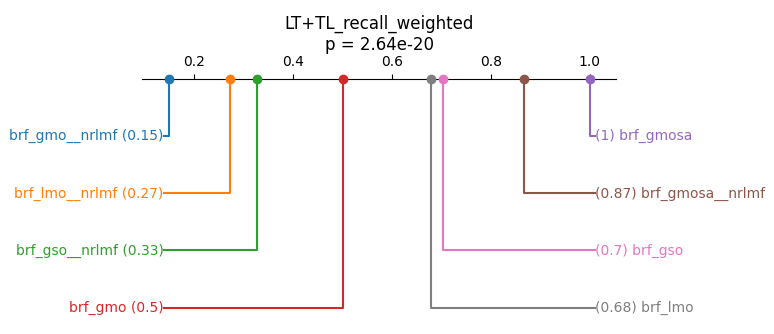 LT+TL_recall_weighted
p = 2.64e-20
0.2 0.4 0.6 0.8 1.0
brf_gmo__nrlmf (0.15) (1) brf_gmosa
brf_lmo__nrlmf (0.27) (0.87) brf_gmosa__nrlmf
brf_gso__nrlmf (0.33) (0.7) brf_gso
brf_gmo (0.5) (0.68) brf_lmo